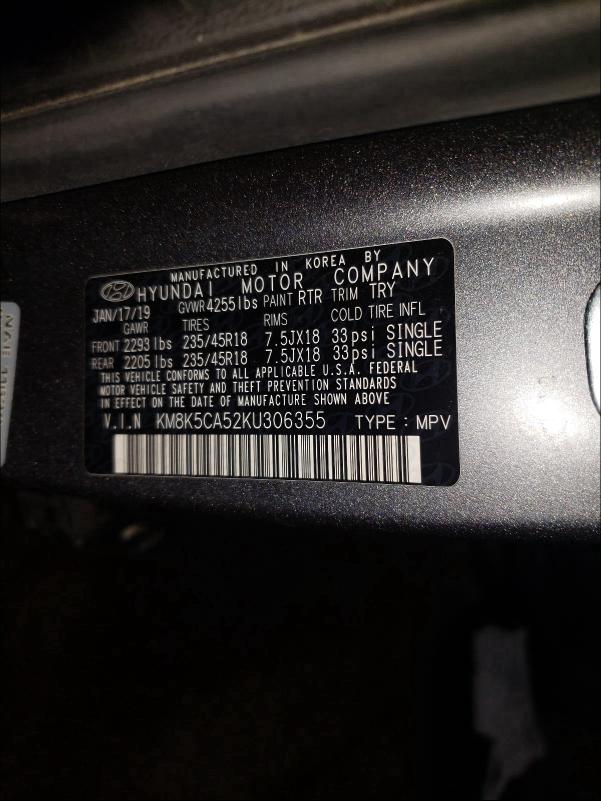 MANUFACTURED IN KOREA BY
HYUNDAI MOTOR COMPANY
JAN/17/19 GVWR 4255lbs PAINT RTR TRIM TRY
GAWR TIRES RIMS COLD TIRE INFL
FRONT 2293 lbs 235/45R18 7.5JX18 33psi SINGLE
REAR 2205 lbs 235/45R18 7.5JX18 33psi SINGLE
THIS VEHICLE CONFORMS TO ALL APPLICABLE U.S.A. FEDERAL
MOTOR VEHICLE SAFETY AND THEFT PREVENTION STANDARDS
IN EFFECT ON THE DATE OF MANUFACTURE SHOWN ABOVE
V.I.N KM8K5CA52KU306355 TYPE : MPV